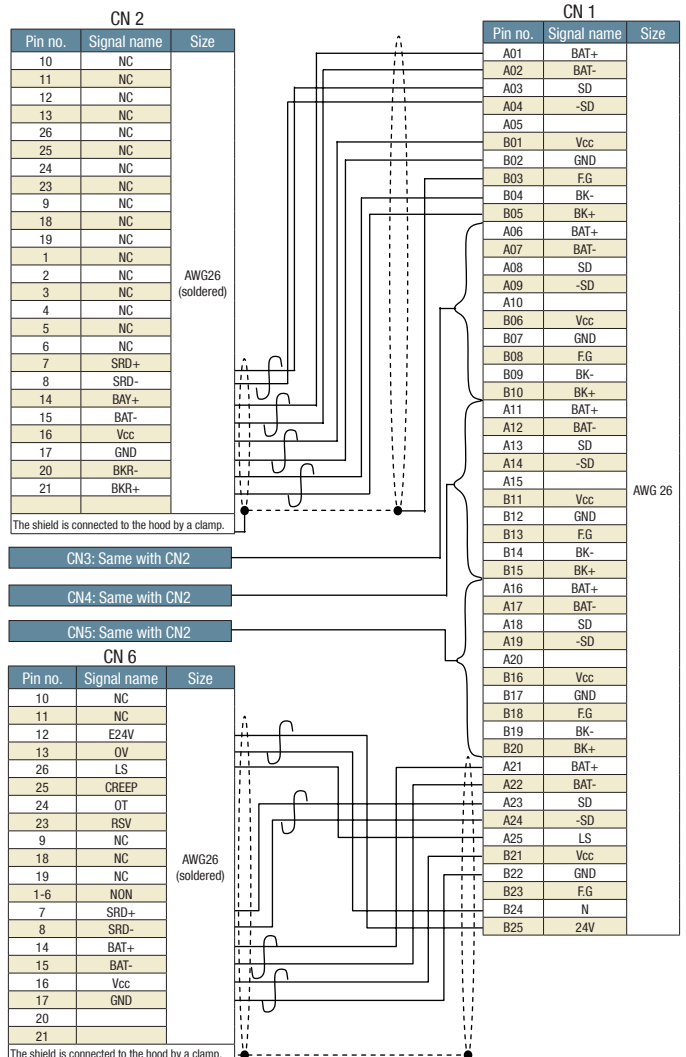 CN 2
Pin no. Signal name Size
10 NC
11 NC
12 NC
13 NC
26 NC
25 NC
24 NC
23 NC
9 NC
18 NC
19 NC
1 NC
2 NC
3 NC
4 NC
5 NC
6 NC
7 SRD+
8 SRD-
14 BAY+
15 BAT-
16 Vcc
17 GND
20 BKR-
21 BKR+
AWG26
(soldered)
The shield is connected to the hood by a clamp.
CN3: Same with CN2
CN4: Same with CN2
CN5: Same with CN2
CN 6
Pin no. Signal name Size
10 NC
11 NC
12 E24V
13 0V
26 LS
25 CREEP
24 OT
23 RSV
9 NC
18 NC
19 NC
1-6 NON
7 SRD+
8 SRD-
14 BAT+
15 BAT-
16 Vcc
17 GND
20
21
AWG26
(soldered)
The shield is connected to the hood by a clamp.
CN 1
Pin no. Signal name Size
A01 BAT+
A02 BAT-
A03 SD
A04 -SD
A05
B01 Vcc
B02 GND
B03 F.G
B04 BK-
B05 BK+
A06 BAT+
A07 BAT-
A08 SD
A09 -SD
A10
B06 Vcc
B07 GND
B08 F.G
B09 BK-
B10 BK+
A11 BAT+
A12 BAT-
A13 SD
A14 -SD
A15
B11 Vcc
B12 GND
B13 F.G
B14 BK-
B15 BK+
A16 BAT+
A17 BAT-
A18 SD
A19 -SD
A20
B16 Vcc
B17 GND
B18 F.G
B19 BK-
B20 BK+
A21 BAT+
A22 BAT-
A23 SD
A24 -SD
A25 LS
B21 Vcc
B22 GND
B23 F.G
B24 N
B25 24V
AWG 26